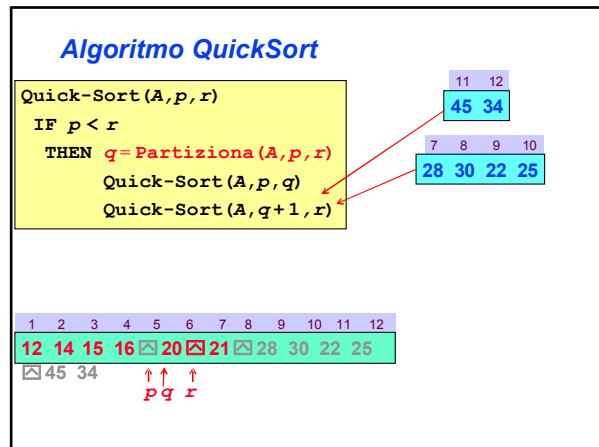 Algoritmo QuickSort
Quick-Sort(A,p,r)
IF p < r
THEN q = Partiziona(A,p,r)
Quick-Sort(A,p,q)
Quick-Sort(A,q+1,r)
11 12
45 34
7 8 9 10
28 30 22 25
1 2 3 4 5 6 7 8 9 10 11 12
12 14 15 16 20 21 28 30 22 25
45 34
p q r